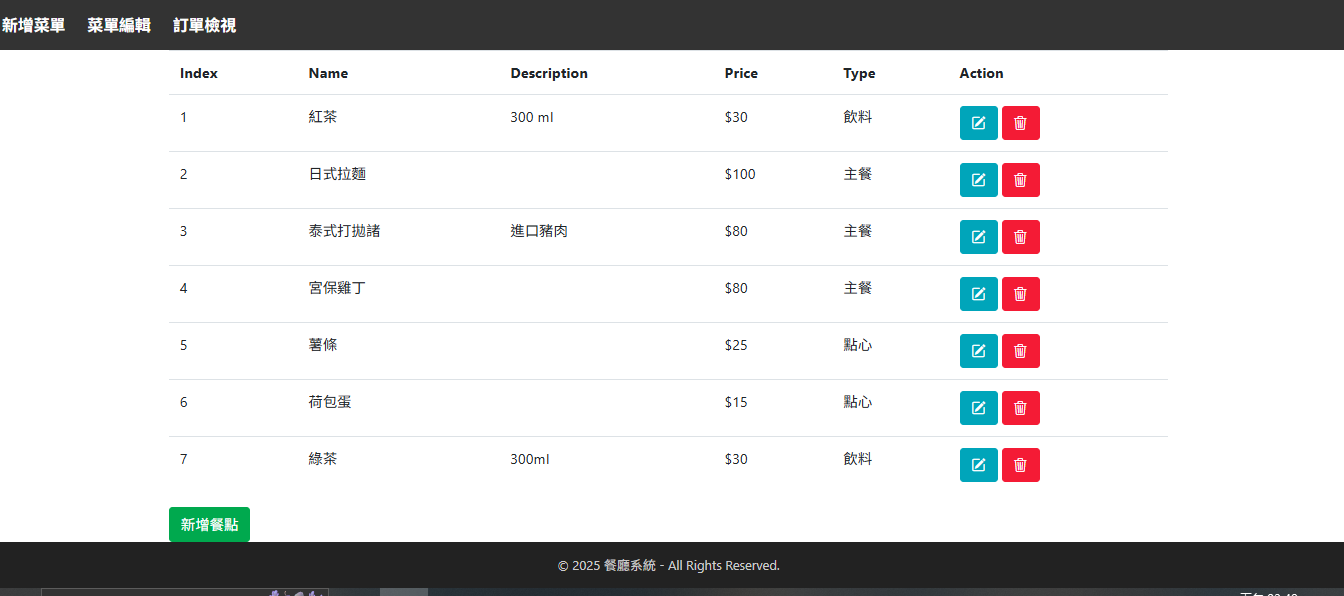 新增菜單 菜單編輯 訂單檢視
Index Name Description Price Type Action
1 紅茶 300 ml $30 飲料
2 日式拉麵 $100 主餐
3 泰式打拋諸 進口豬肉 $80 主餐
4 宮保雞丁 $80 主餐
5 薯條 $25 點心
6 荷包蛋 $15 點心
7 綠茶 300ml $30 飲料
新增餐點
© 2025 餐廳系統 - All Rights Reserved.